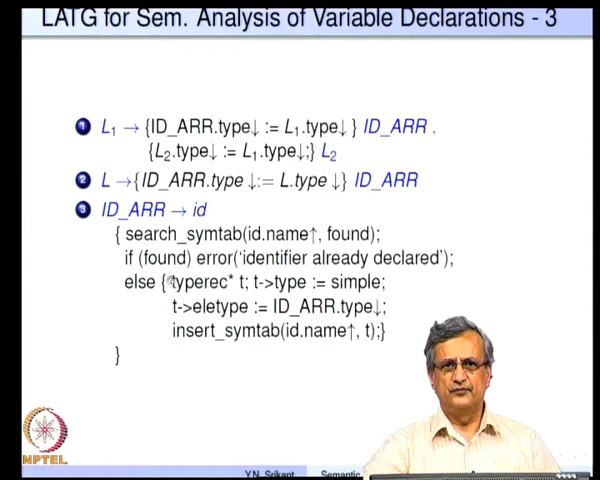 LATG for Sem. Analysis of Variable Declarations - 3
1 L1 → {ID_ARR.type↓ := L1.type↓ } ID_ARR .
{L2.type↓ := L1.type↓;} L2
2 L →{ID_ARR.type ↓:= L.type ↓} ID_ARR
3 ID_ARR → id
{ search_symtab(id.name↑, found);
if (found) error('identifier already declared');
else { typerec* t; t->type := simple;
t->eletype := ID_ARR.type↓;
insert_symtab(id.name↑, t);}
}
NPTEL
Y.N. Srikant Semantic